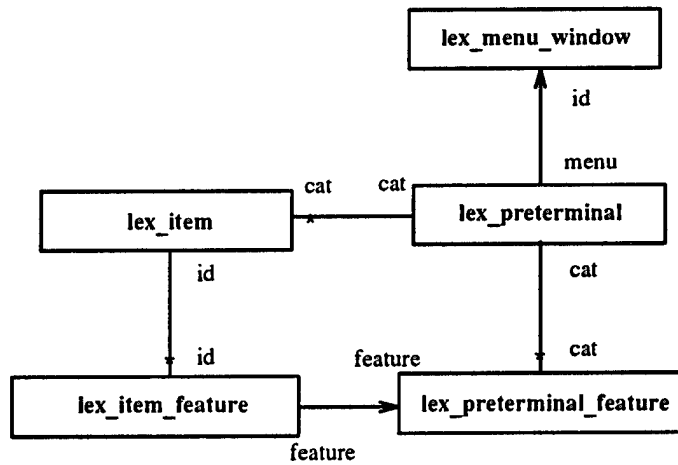 lex_menu_window
id
menu
cat
cat
lex_item
lex_preterminal
id
cat
id
feature
cat
lex_item_feature
lex_preterminal_feature
feature